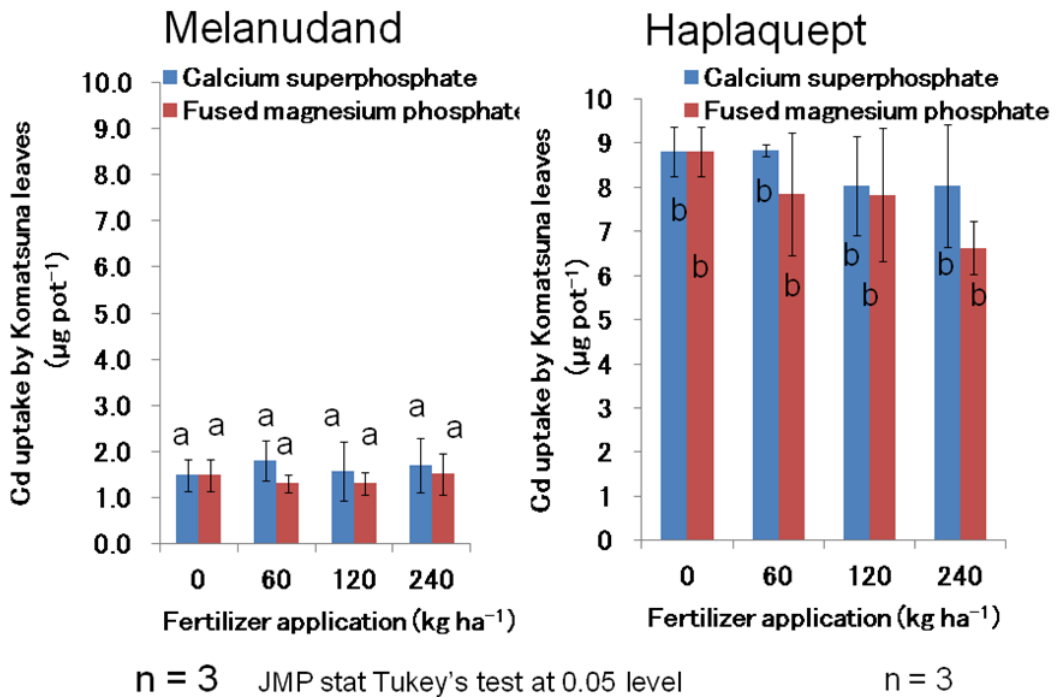 Melanudand
Calcium superphosphate
Fused magnesium phosphate
Cd uptake by Komatsuna leaves
(μg pot⁻¹)
10.0
9.0
8.0
7.0
6.0
5.0
4.0
3.0
2.0
1.0
0.0
a a a a a a a a
0 60 120 240
Fertilizer application (kg ha⁻¹)
Haplaquept
Calcium superphosphate
Fused magnesium phosphate
Cd uptake by Komatsuna leaves
(μg pot⁻¹)
10
9
8
7
6
5
4
3
2
1
0
b b b b b b b b
0 60 120 240
Fertilizer application (kg ha⁻¹)
n = 3 JMP stat Tukey's test at 0.05 level n = 3